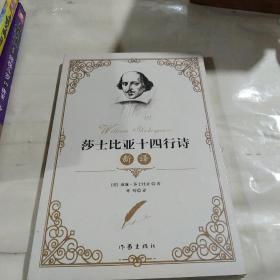 William Shakespeare
莎士比亚十四行诗
新译
[英] 威廉·莎士比亚 著
译
作家出版社